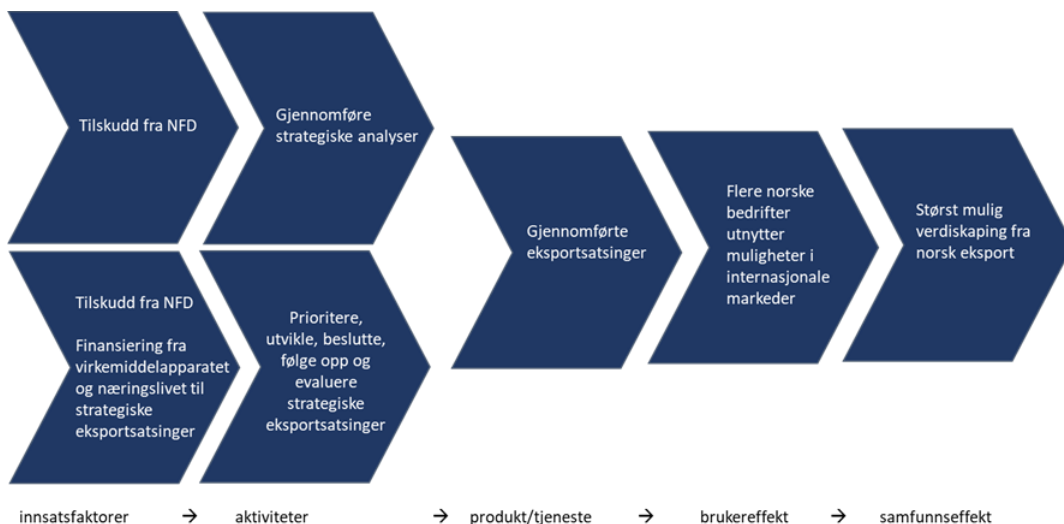 Tilskudd fra NFD
Gjennomføre
strategiske analyser
Tilskudd fra NFD
Finansiering fra
virkemiddelapparatet
og næringslivet til
strategiske
eksportsatsinger
Prioritere,
utvikle, beslutte,
følge opp og
evaluere
strategiske
eksportsatsinger
Gjennomførte
eksportsatsinger
Flere norske
bedrifter
utnytter
muligheter i
internasjonale
markeder
Størst mulig
verdiskaping fra
norsk eksport
innsatsfaktorer → aktiviteter → produkt/tjeneste → brukereffekt → samfunnseffekt